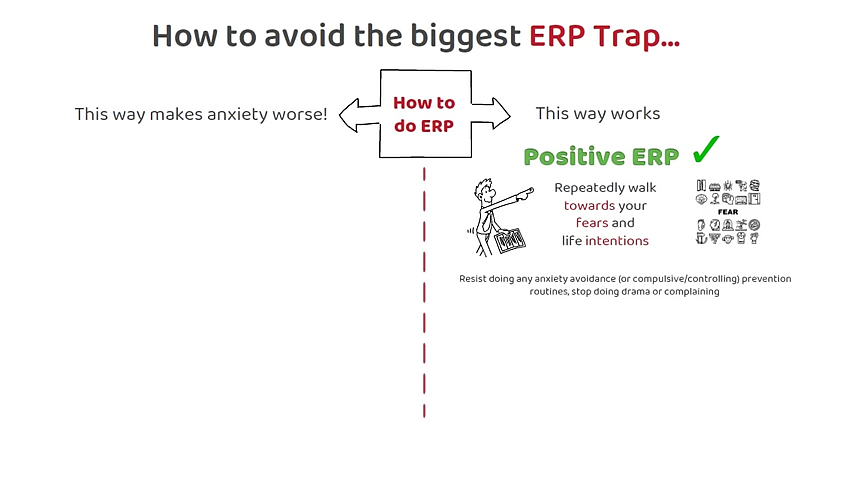 How to avoid the biggest ERP Trap...
This way makes anxiety worse!
How to
do ERP
This way works
Positive ERP
Repeatedly walk
towards your
fears and
life intentions
FEAR
Resist doing any anxiety avoidance (or compulsive/controlling) prevention
routines, stop doing drama or complaining